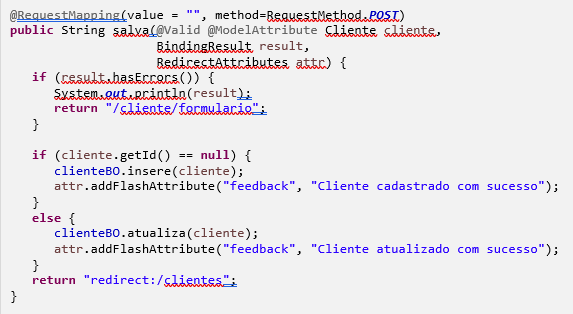 @RequestMapping(value = "", method=RequestMethod.POST)
public String salva(@Valid @ModelAttribute Cliente cliente,
                    BindingResult result,
                    RedirectAttributes attr) {
   if (result.hasErrors()) {
      System.out.println(result);
      return "/cliente/formulario";
   }

   if (cliente.getId() == null) {
      clienteBO.insere(cliente);
      attr.addFlashAttribute("feedback", "Cliente cadastrado com sucesso");
   }
   else {
      clienteBO.atualiza(cliente);
      attr.addFlashAttribute("feedback", "Cliente atualizado com sucesso");
   }
   return "redirect:/clientes";
}